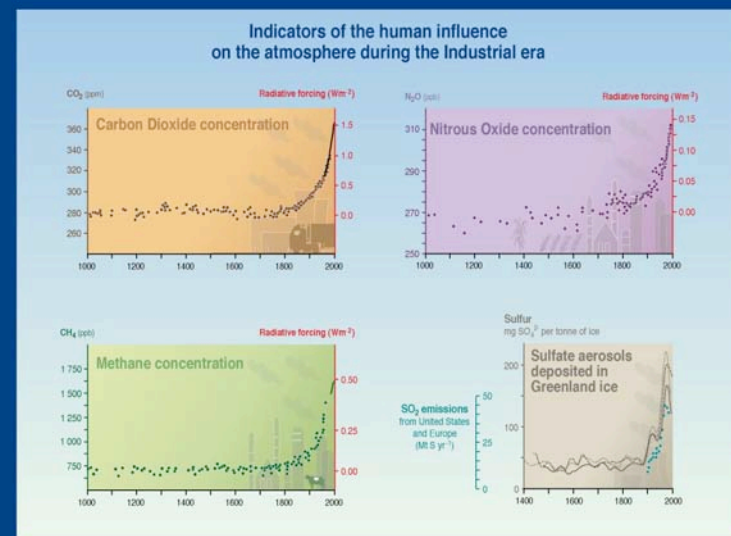 Indicators of the human influence
on the atmosphere during the Industrial era
CO₂ (ppm)
Radiative forcing (Wm⁻²)
Carbon Dioxide concentration
360
340
320
300
280
260
1.5
1.0
0.5
0.0
1000 1200 1400 1600 1800 2000
N₂O (ppb)
Radiative forcing (Wm⁻²)
Nitrous Oxide concentration
310
290
270
250
0.15
0.10
0.05
0.00
1000 1200 1400 1600 1800 2000
CH₄ (ppb)
Radiative forcing (Wm⁻²)
Methane concentration
1 750
1 500
1 250
1 000
750
0.50
0.25
0.00
1000 1200 1400 1600 1800 2000
Sulfur
mg SO₄²⁻ per tonne of ice
Sulfate aerosols
deposited in
Greenland ice
200
100
0
50
25
0
SO₂ emissions
from United States
and Europe
(Mt S yr⁻¹)
1400 1600 1800 2000